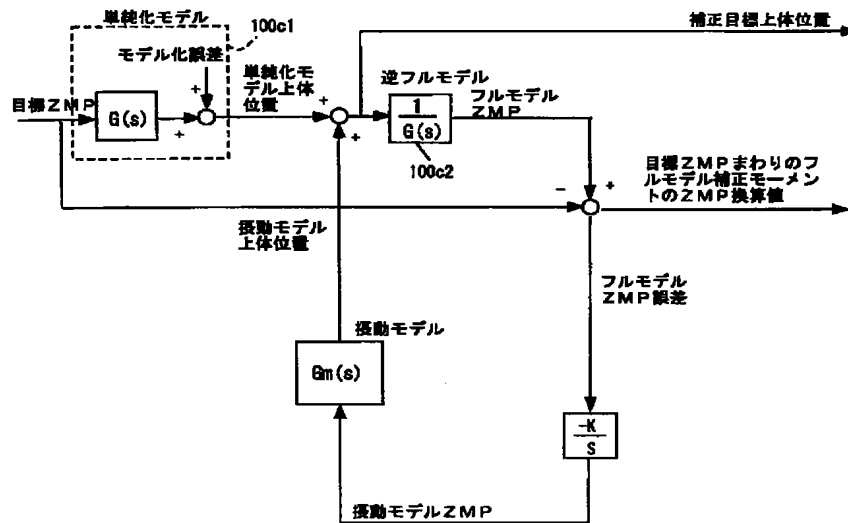 単純化モデル
100c1
モデル化誤差
目標ZMP
G(s)
+
+
単純化モ
デル上体
位置
+
+
逆フルモデル
1
G(s)
100c2
フルモデル
ZMP
補正目標上体位置
-
+
目標ZMPまわりのフ
ルモデル補正モーメン
トのZMP換算値
摂動モデル
上体位置
フルモデル
ZMP誤差
摂動モデル
Gm(s)
-K
S
摂動モデルZMP